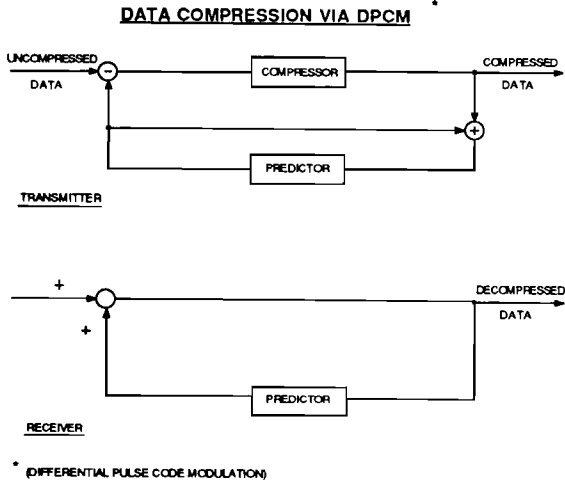 DATA COMPRESSION VIA DPCM *
UNCOMPRESSED
DATA
−
COMPRESSOR
COMPRESSED
DATA
+
PREDICTOR
TRANSMITTER
+
+
DECOMPRESSED
DATA
PREDICTOR
RECEIVER
* (DIFFERENTIAL PULSE CODE MODULATION)